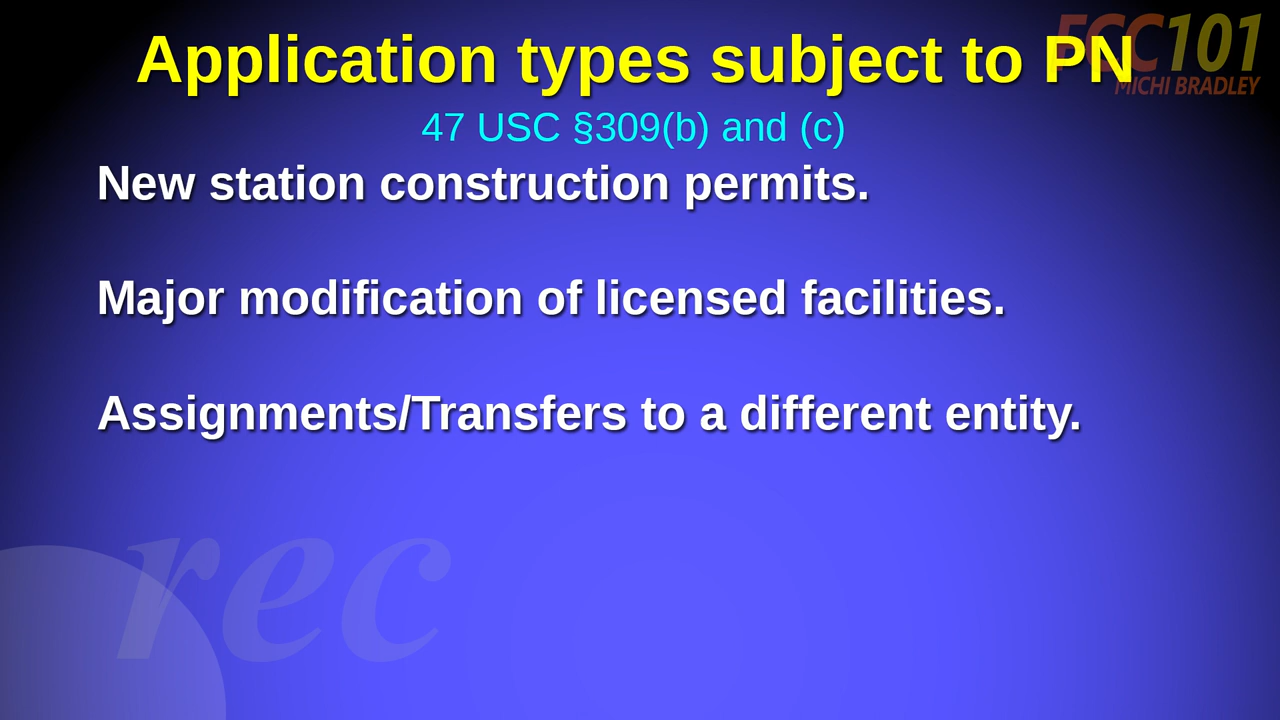 FCC101
MICHI BRADLEY
Application types subject to PN
47 USC §309(b) and (c)
New station construction permits.
Major modification of licensed facilities.
Assignments/Transfers to a different entity.
rec